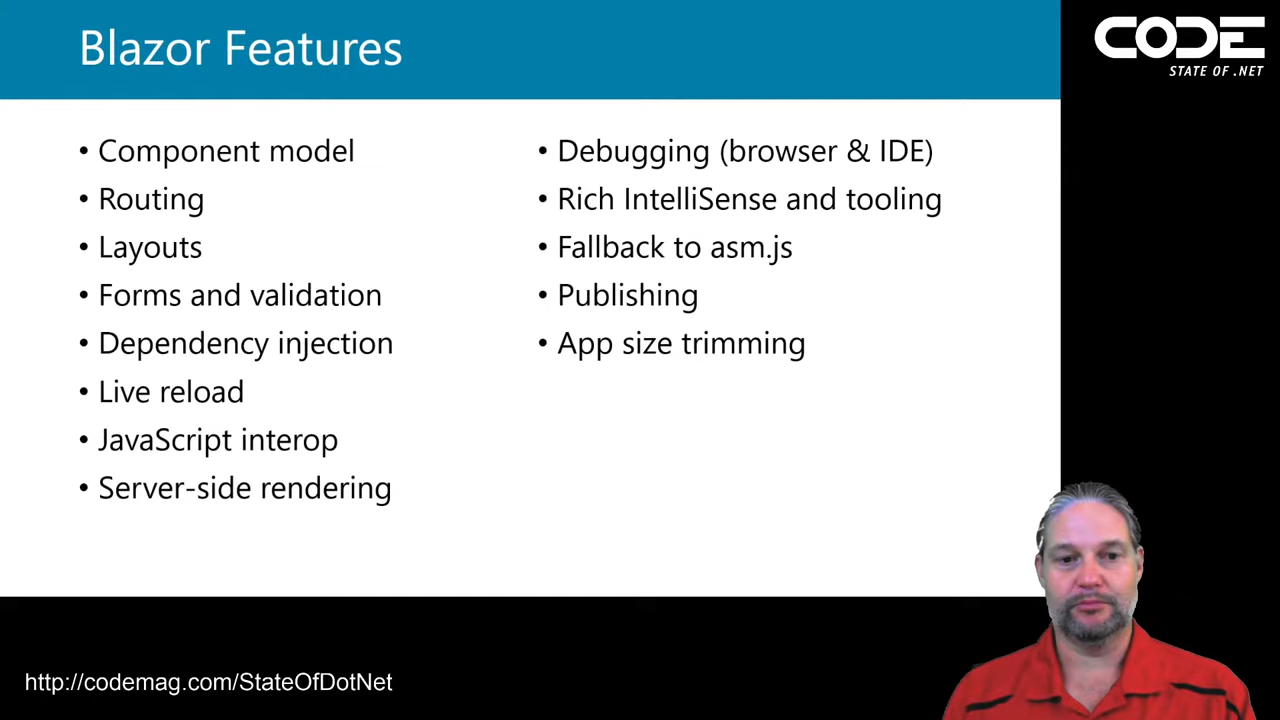 Blazor Features
CODE
STATE OF .NET
• Component model
• Routing
• Layouts
• Forms and validation
• Dependency injection
• Live reload
• JavaScript interop
• Server-side rendering
• Debugging (browser & IDE)
• Rich IntelliSense and tooling
• Fallback to asm.js
• Publishing
• App size trimming
http://codemag.com/StateOfDotNet